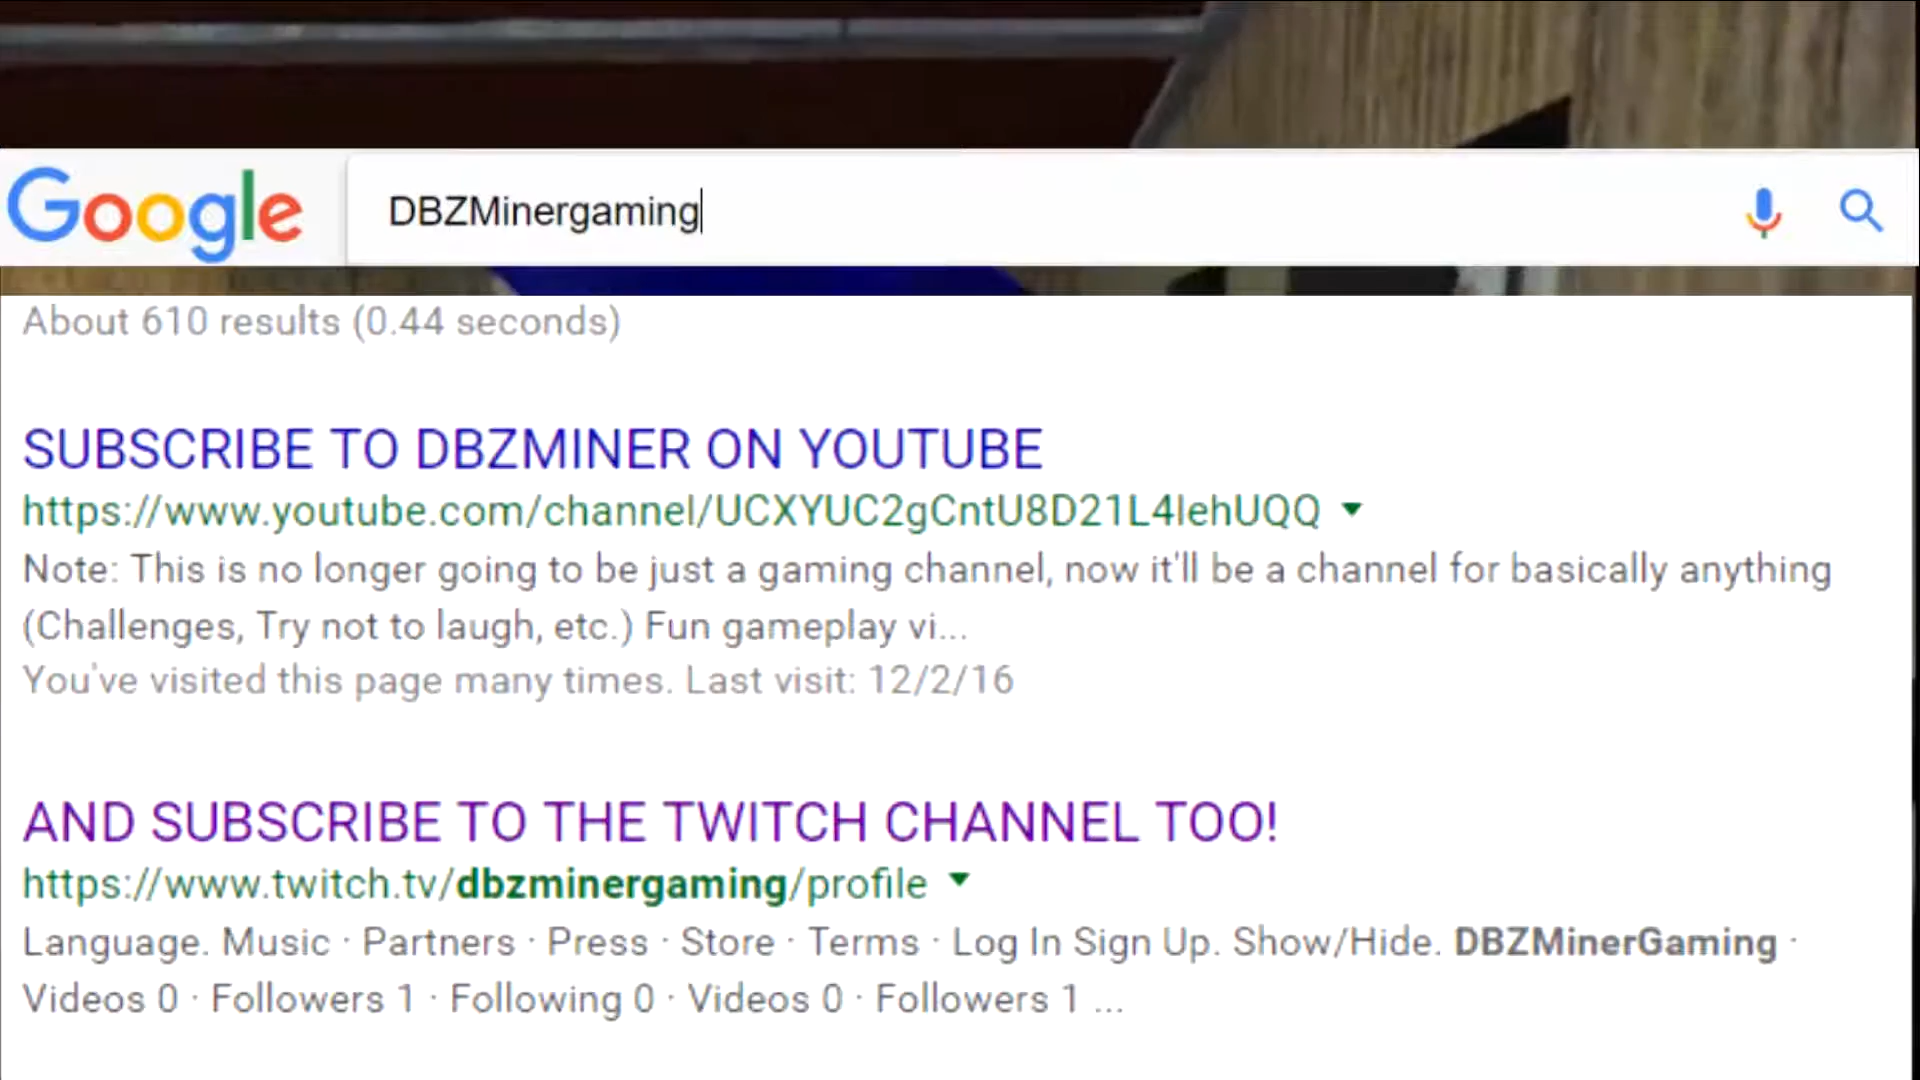 Google
DBZMinergaming
About 610 results (0.44 seconds)
SUBSCRIBE TO DBZMINER ON YOUTUBE
https://www.youtube.com/channel/UCXYUC2gCntU8D21L4lehUQQ
Note: This is no longer going to be just a gaming channel, now it'll be a channel for basically anything
(Challenges, Try not to laugh, etc.) Fun gameplay vi...
You've visited this page many times. Last visit: 12/2/16
AND SUBSCRIBE TO THE TWITCH CHANNEL TOO!
https://www.twitch.tv/dbzminergaming/profile
Language. Music · Partners · Press · Store · Terms · Log In Sign Up. Show/Hide. DBZMinerGaming ·
Videos 0 · Followers 1 · Following 0 · Videos 0 · Followers 1 ...